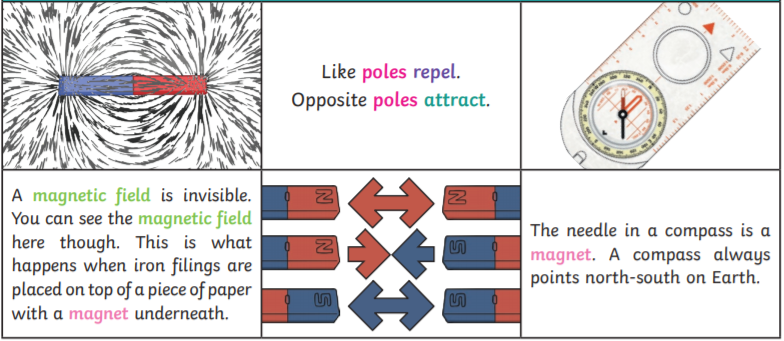 Like poles repel.
Opposite poles attract.
A magnetic field is invisible.
You can see the magnetic field
here though. This is what
happens when iron filings are
placed on top of a piece of paper
with a magnet underneath.
N N
N S
S S
The needle in a compass is a
magnet. A compass always
points north-south on Earth.